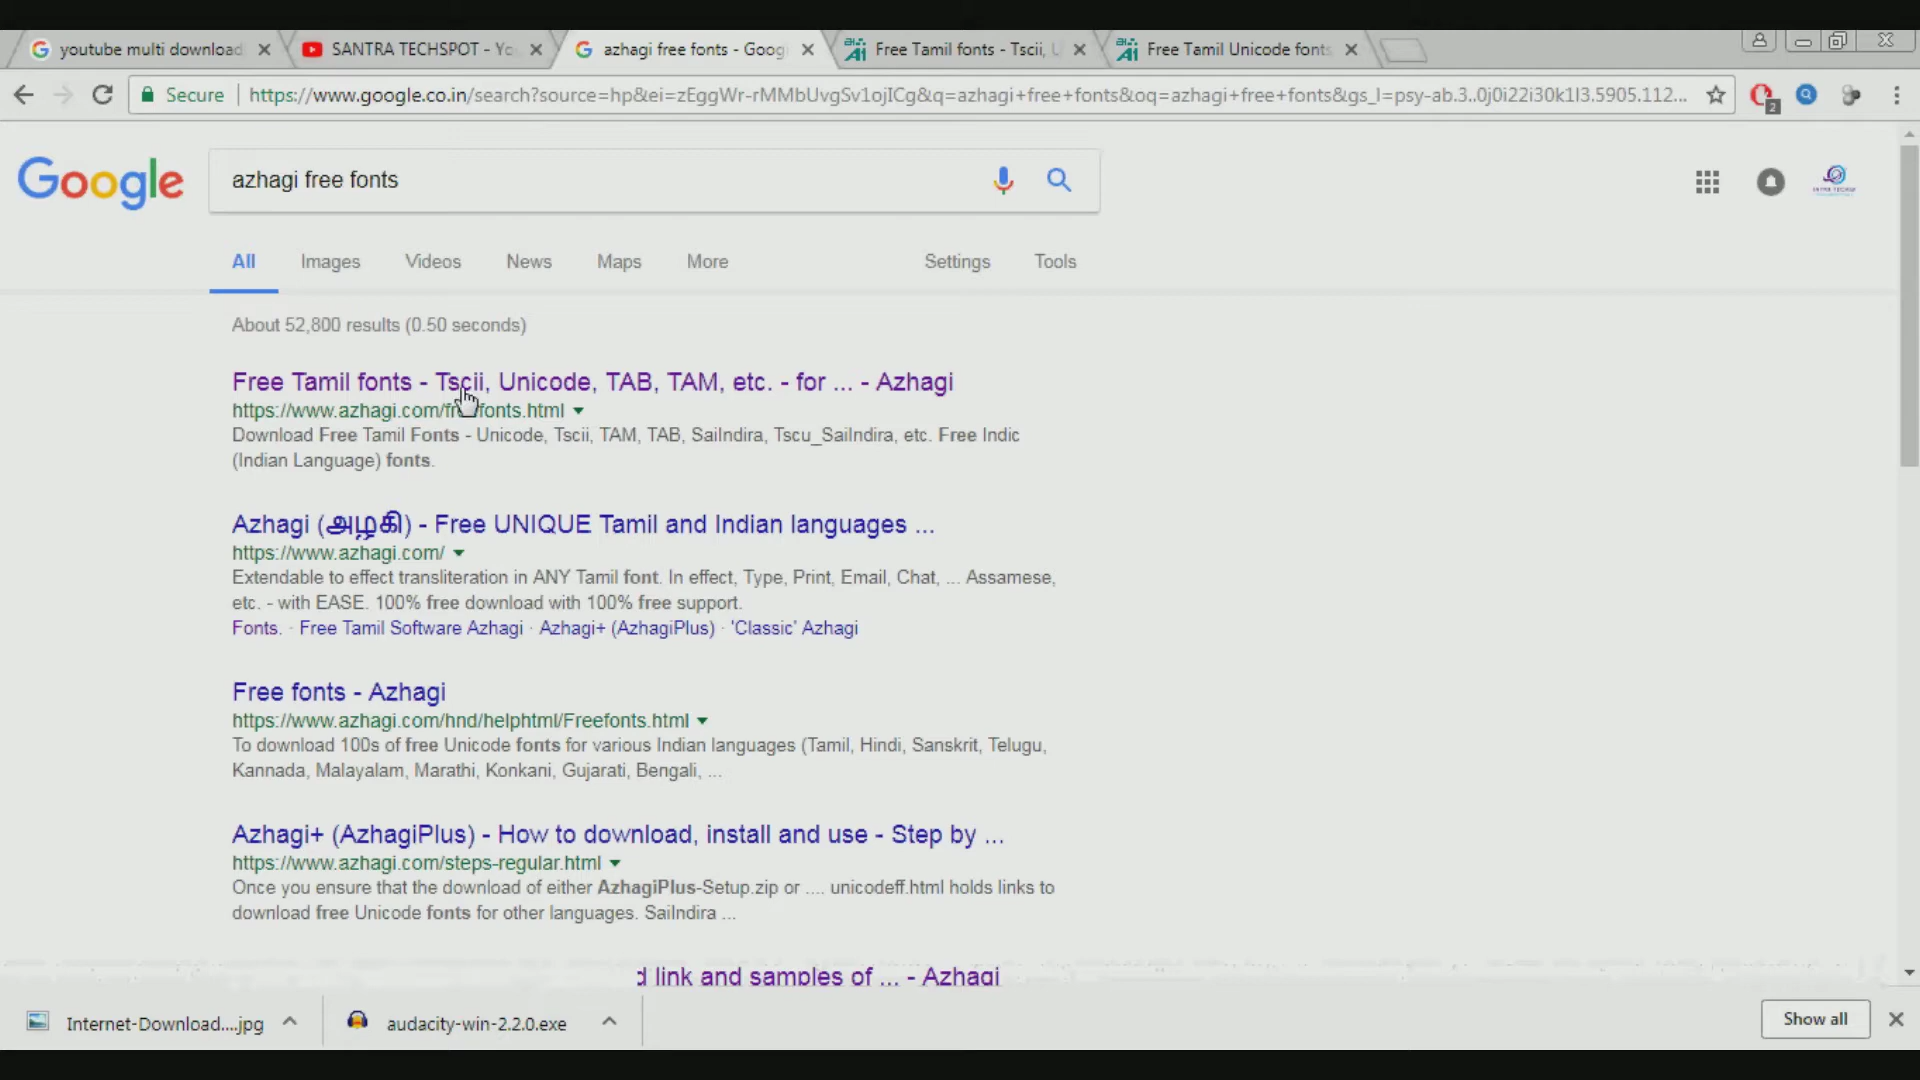 youtube multi download
SANTRA TECHSPOT - Yo
azhagi free fonts - Goog
Free Tamil fonts - Tscii, U
Free Tamil Unicode fonts
Secure
https://www.google.co.in/search?source=hp&ei=zEggWr-rMMbUvgSv1ojICg&q=azhagi+free+fonts&oq=azhagi+free+fonts&gs_l=psy-ab.3..0j0i22i30k1l3.5905.112...
2
Google
azhagi free fonts
All
Images
Videos
News
Maps
More
Settings
Tools
About 52,800 results (0.50 seconds)
Free Tamil fonts - Tscii, Unicode, TAB, TAM, etc. - for ... - Azhagi
https://www.azhagi.com/freefonts.html
Download Free Tamil Fonts - Unicode, Tscii, TAM, TAB, SaiIndira, Tscu_SaiIndira, etc. Free Indic
(Indian Language) fonts.
Azhagi (அழகி) - Free UNIQUE Tamil and Indian languages ...
https://www.azhagi.com/
Extendable to effect transliteration in ANY Tamil font. In effect, Type, Print, Email, Chat, ... Assamese,
etc. - with EASE. 100% free download with 100% free support.
Fonts. · Free Tamil Software Azhagi · Azhagi+ (AzhagiPlus) · 'Classic' Azhagi
Free fonts - Azhagi
https://www.azhagi.com/hnd/helphtml/Freefonts.html
To download 100s of free Unicode fonts for various Indian languages (Tamil, Hindi, Sanskrit, Telugu,
Kannada, Malayalam, Marathi, Konkani, Gujarati, Bengali, ...
Azhagi+ (AzhagiPlus) - How to download, install and use - Step by ...
https://www.azhagi.com/steps-regular.html
Once you ensure that the download of either AzhagiPlus-Setup.zip or .... unicodeff.html holds links to
download free Unicode fonts for other languages. SaiIndira ...
d link and samples of ... - Azhagi
Internet-Download....jpg
audacity-win-2.2.0.exe
Show all